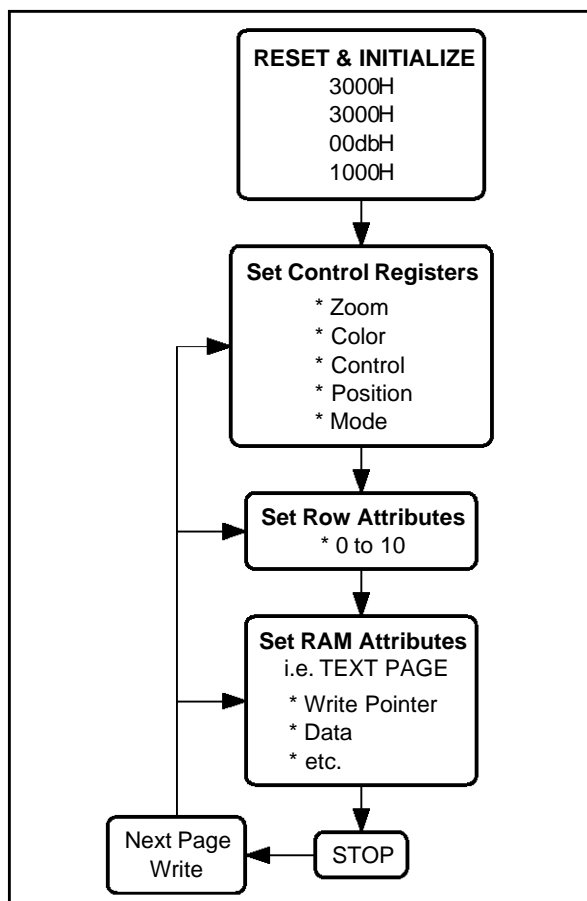 RESET & INITIALIZE
3000H
3000H
00dbH
1000H
Set Control Registers
* Zoom
* Color
* Control
* Position
* Mode
Set Row Attributes
* 0 to 10
Set RAM Attributes
i.e. TEXT PAGE
* Write Pointer
* Data
* etc.
Next Page
Write
STOP